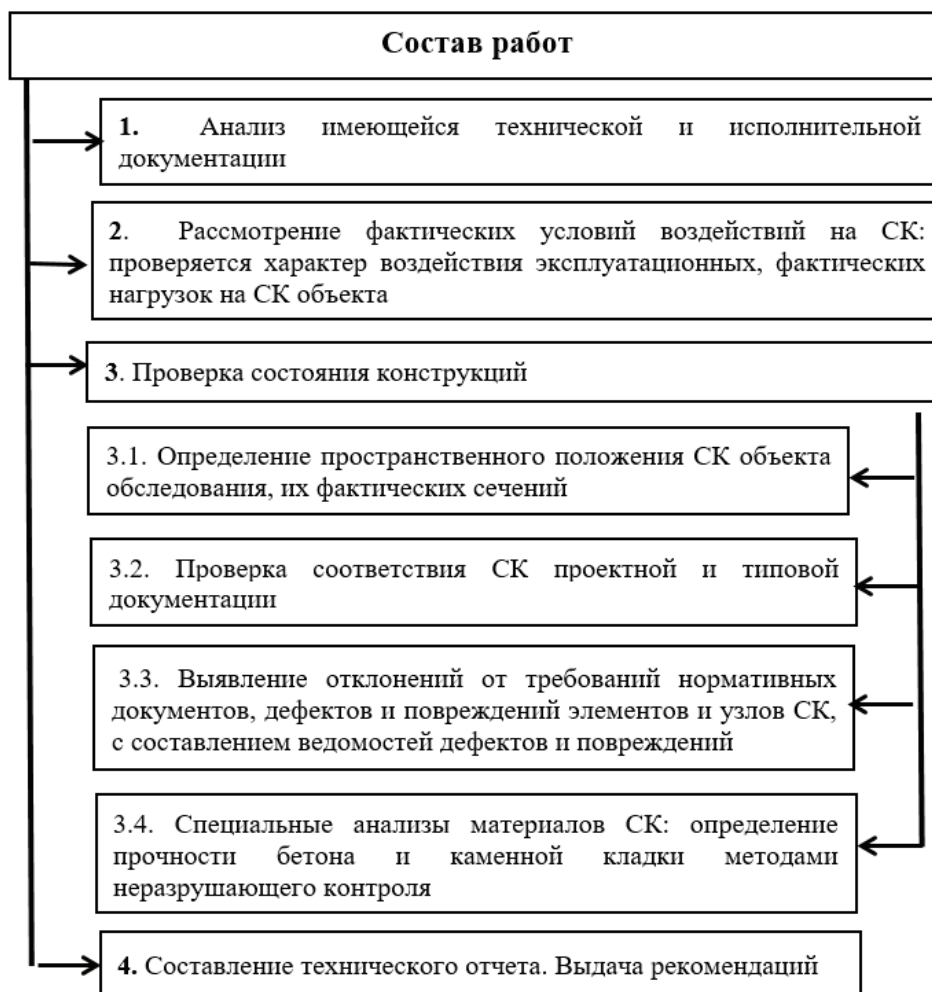 Состав работ
1. Анализ имеющейся технической и исполнительной
документации
2. Рассмотрение фактических условий воздействий на СК:
проверяется характер воздействия эксплуатационных, фактических
нагрузок на СК объекта
3. Проверка состояния конструкций
3.1. Определение пространственного положения СК объекта
обследования, их фактических сечений
3.2. Проверка соответствия СК проектной и типовой
документации
3.3. Выявление отклонений от требований нормативных
документов, дефектов и повреждений элементов и узлов СК,
с составлением ведомостей дефектов и повреждений
3.4. Специальные анализы материалов СК: определение
прочности бетона и каменной кладки методами
неразрушающего контроля
4. Составление технического отчета. Выдача рекомендаций